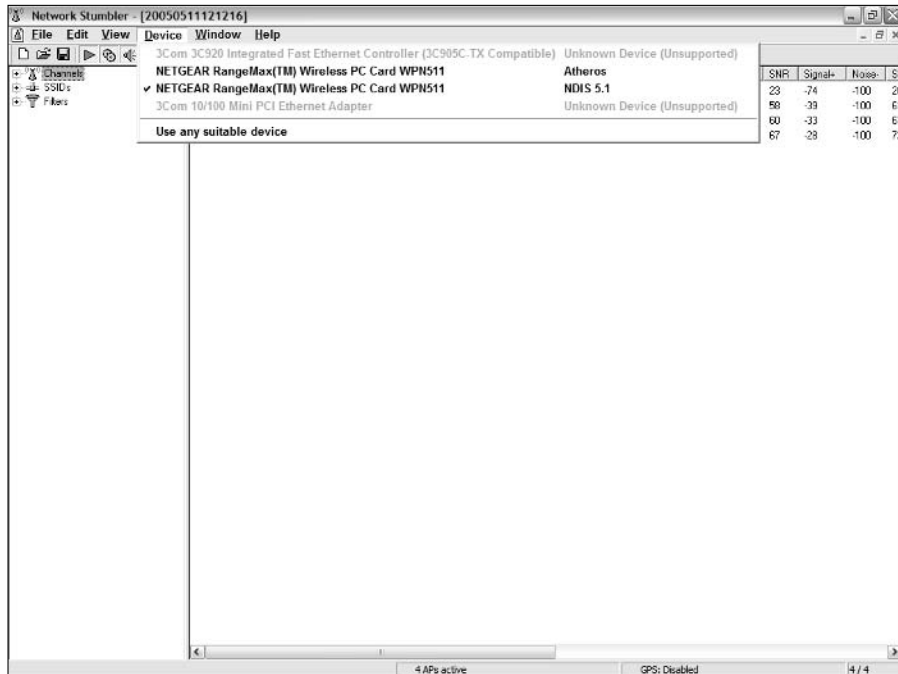 Network Stumbler - [20050511121216]
File Edit View Device Window Help
3Com 3C920 Integrated Fast Ethernet Controller (3C905C-TX Compatible) Unknown Device (Unsupported)
NETGEAR RangeMax(TM) Wireless PC Card WPN511 Atheros
✔ NETGEAR RangeMax(TM) Wireless PC Card WPN511 NDIS 5.1
3Com 10/100 Mini PCI Ethernet Adapter Unknown Device (Unsupported)
Use any suitable device
Channels
SSIDs
Filters
SNR Signal+ Noise-
23 -74 -100
58 -39 -100
60 -33 -100
67 -28 -100
4 APs active GPS: Disabled 4 / 4